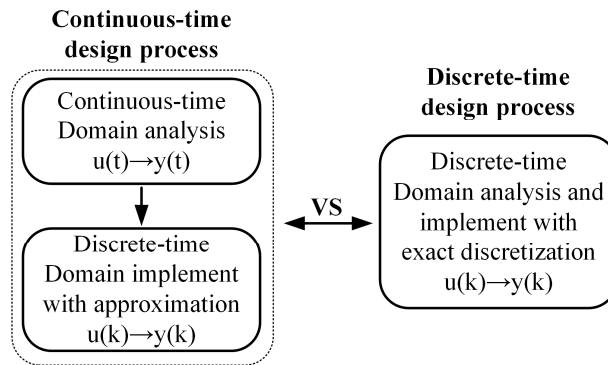 Continuous-time
design process
Continuous-time
Domain analysis
u(t)→y(t)
Discrete-time
Domain implement
with approximation
u(k)→y(k)
VS
Discrete-time
design process
Discrete-time
Domain analysis and
implement with
exact discretization
u(k)→y(k)